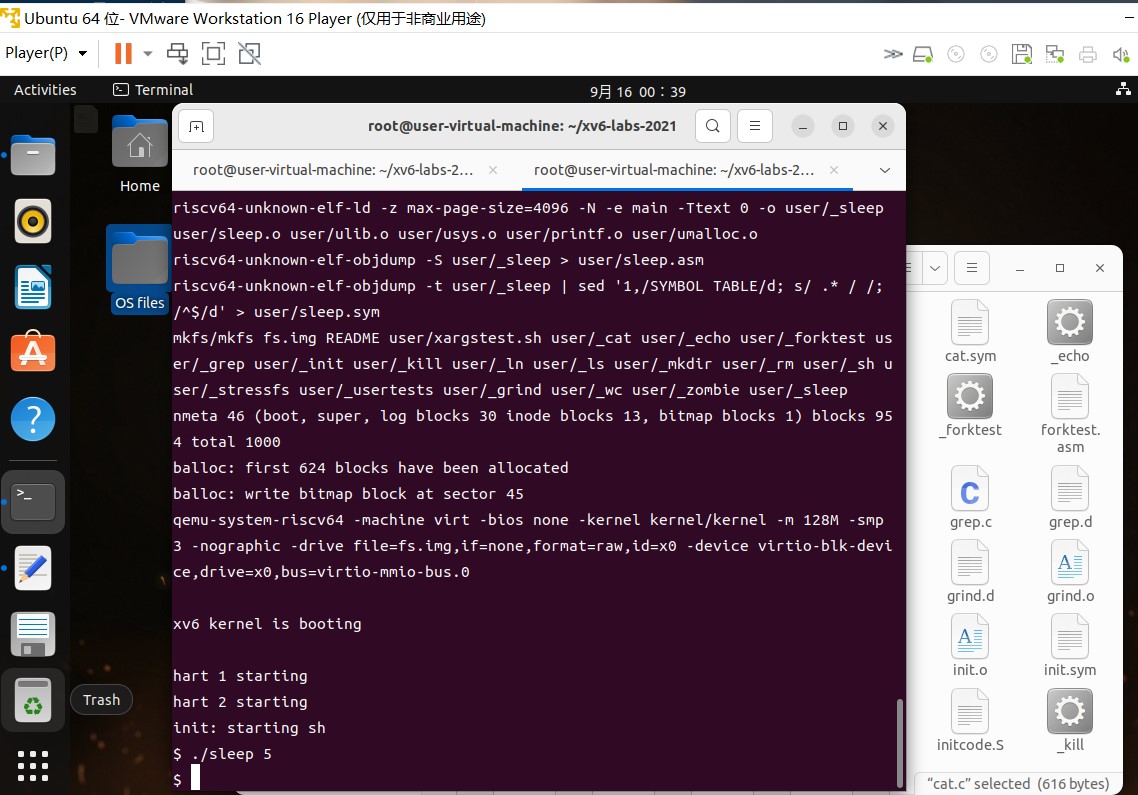 Ubuntu 64 位- VMware Workstation 16 Player (仅用于非商业用途)
Player(P)
Activities
Terminal
9月 16 00：39
root@user-virtual-machine: ~/xv6-labs-2021
root@user-virtual-machine: ~/xv6-labs-2...
root@user-virtual-machine: ~/xv6-labs-2...
Home
OS files
Trash
riscv64-unknown-elf-ld -z max-page-size=4096 -N -e main -Ttext 0 -o user/_sleep
user/sleep.o user/ulib.o user/usys.o user/printf.o user/umalloc.o
riscv64-unknown-elf-objdump -S user/_sleep > user/sleep.asm
riscv64-unknown-elf-objdump -t user/_sleep | sed '1,/SYMBOL TABLE/d; s/ .* / /;
/^$/d' > user/sleep.sym
mkfs/mkfs fs.img README user/xargstest.sh user/_cat user/_echo user/_forktest us
er/_grep user/_init user/_kill user/_ln user/_ls user/_mkdir user/_rm user/_sh u
ser/_stressfs user/_usertests user/_grind user/_wc user/_zombie user/_sleep
nmeta 46 (boot, super, log blocks 30 inode blocks 13, bitmap blocks 1) blocks 95
4 total 1000
balloc: first 624 blocks have been allocated
balloc: write bitmap block at sector 45
qemu-system-riscv64 -machine virt -bios none -kernel kernel/kernel -m 128M -smp
3 -nographic -drive file=fs.img,if=none,format=raw,id=x0 -device virtio-blk-devi
ce,drive=x0,bus=virtio-mmio-bus.0
xv6 kernel is booting
hart 1 starting
hart 2 starting
init: starting sh
$ ./sleep 5
$
cat.sym
_echo
_forktest
forktest.
asm
grep.c
grep.d
grind.d
grind.o
init.o
init.sym
initcode.S
_kill
“cat.c” selected (616 bytes)